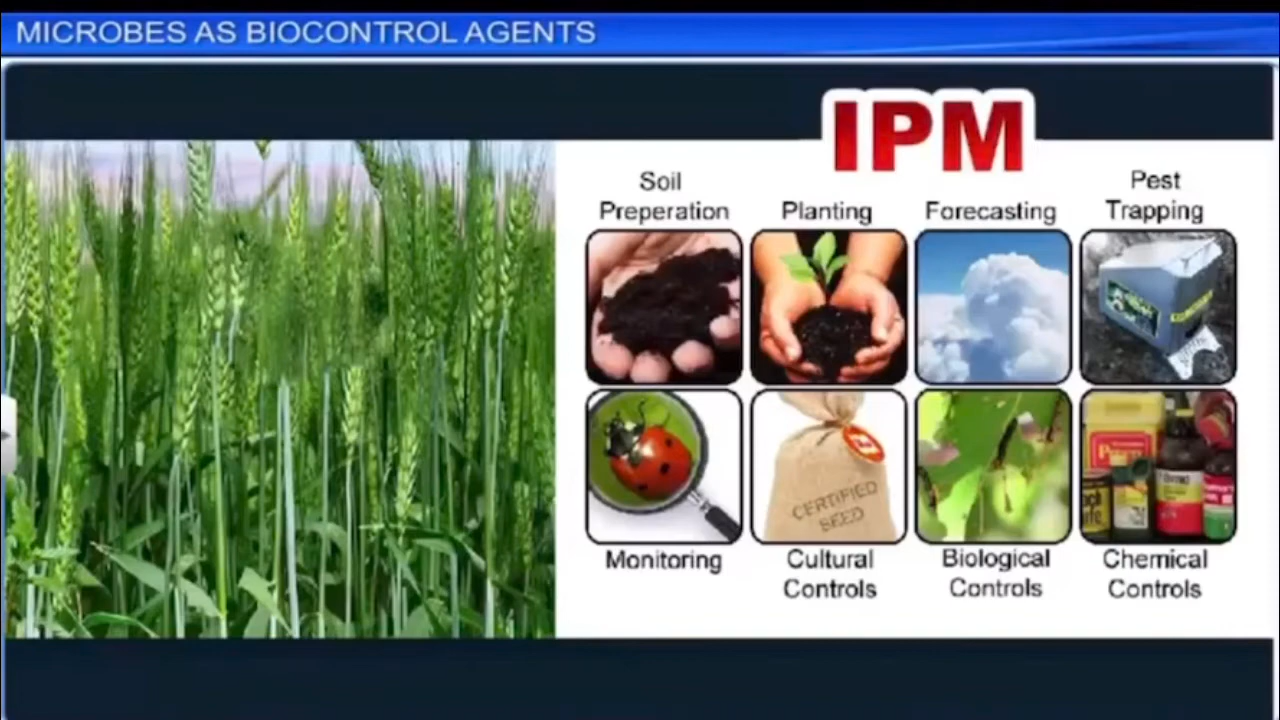 MICROBES AS BIOCONTROL AGENTS
IPM
Soil
Preperation
Planting
Forecasting
Pest
Trapping
CERTIFIED
SEED
Monitoring
Cultural
Controls
Biological
Controls
Chemical
Controls